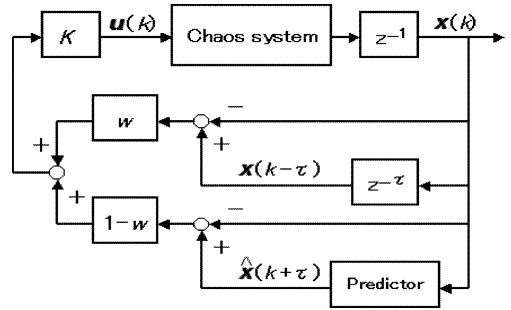 K
u(k)
Chaos system
z⁻¹
x(k)
w
−
+
+
x(k−τ)
z^−τ
+
1−w
−
+
x̂(k+τ)
Predictor